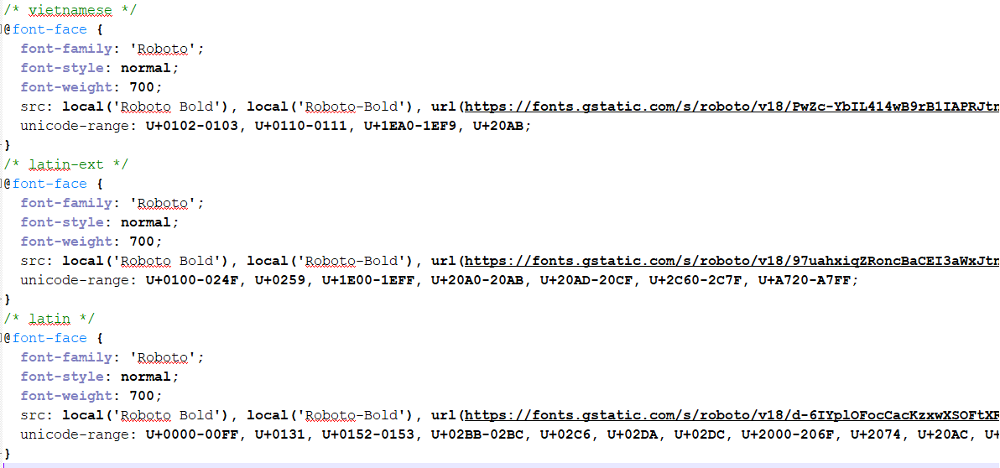 /* vietnamese */
@font-face {
  font-family: 'Roboto';
  font-style: normal;
  font-weight: 700;
  src: local('Roboto Bold'), local('Roboto-Bold'), url(https://fonts.gstatic.com/s/roboto/v18/PwZc-YbIL414wB9rB1IAPRJtn
  unicode-range: U+0102-0103, U+0110-0111, U+1EA0-1EF9, U+20AB;
}
/* latin-ext */
@font-face {
  font-family: 'Roboto';
  font-style: normal;
  font-weight: 700;
  src: local('Roboto Bold'), local('Roboto-Bold'), url(https://fonts.gstatic.com/s/roboto/v18/97uahxiqZRoncBaCEI3aWxJtn
  unicode-range: U+0100-024F, U+0259, U+1E00-1EFF, U+20A0-20AB, U+20AD-20CF, U+2C60-2C7F, U+A720-A7FF;
}
/* latin */
@font-face {
  font-family: 'Roboto';
  font-style: normal;
  font-weight: 700;
  src: local('Roboto Bold'), local('Roboto-Bold'), url(https://fonts.gstatic.com/s/roboto/v18/d-6IYplOFocCacKzxwXSOFtXR
  unicode-range: U+0000-00FF, U+0131, U+0152-0153, U+02BB-02BC, U+02C6, U+02DA, U+02DC, U+2000-206F, U+2074, U+20AC, U+
}